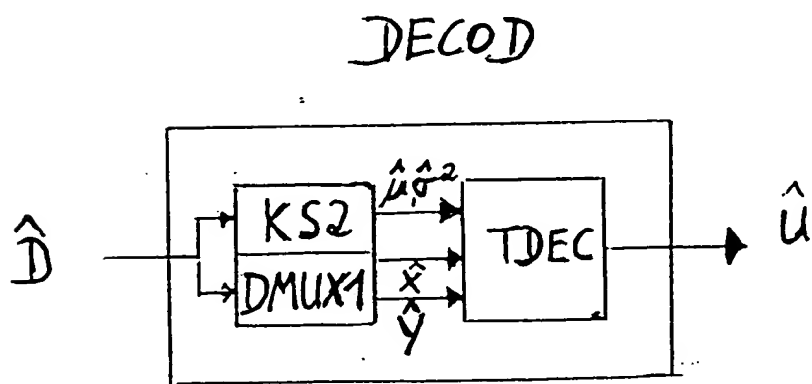 DECOD
μ̂,σ̂²
KS2
D̂
TDEC
Û
DMUX1
X̂
Ŷ